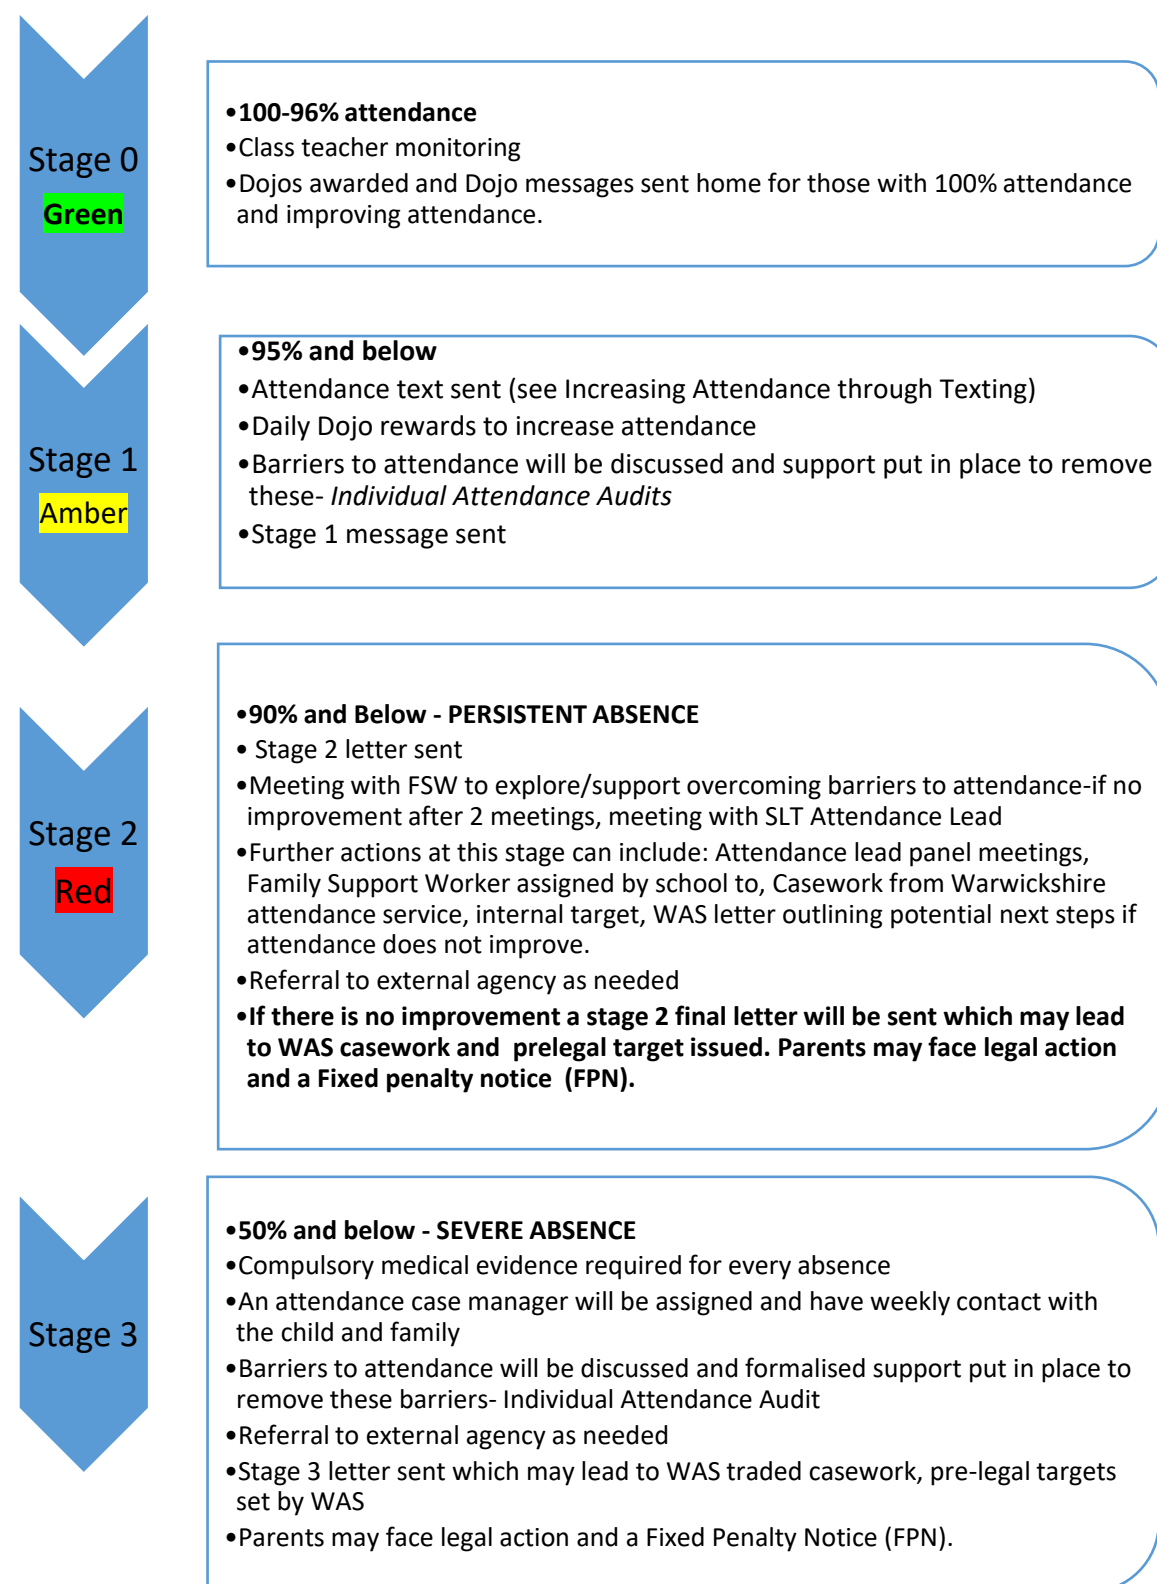 Stage 0
Green
•100-96% attendance
•Class teacher monitoring
•Dojos awarded and Dojo messages sent home for those with 100% attendance
and improving attendance.
Stage 1
Amber
•95% and below
•Attendance text sent (see Increasing Attendance through Texting)
•Daily Dojo rewards to increase attendance
•Barriers to attendance will be discussed and support put in place to remove
these- Individual Attendance Audits
•Stage 1 message sent
Stage 2
Red
•90% and Below - PERSISTENT ABSENCE
• Stage 2 letter sent
•Meeting with FSW to explore/support overcoming barriers to attendance-if no
improvement after 2 meetings, meeting with SLT Attendance Lead
•Further actions at this stage can include: Attendance lead panel meetings,
Family Support Worker assigned by school to, Casework from Warwickshire
attendance service, internal target, WAS letter outlining potential next steps if
attendance does not improve.
•Referral to external agency as needed
•If there is no improvement a stage 2 final letter will be sent which may lead
to WAS casework and  prelegal target issued. Parents may face legal action
and a Fixed penalty notice  (FPN).
Stage 3
•50% and below - SEVERE ABSENCE
•Compulsory medical evidence required for every absence
•An attendance case manager will be assigned and have weekly contact with
the child and family
•Barriers to attendance will be discussed and formalised support put in place to
remove these barriers- Individual Attendance Audit
•Referral to external agency as needed
•Stage 3 letter sent which may lead to WAS traded casework, pre-legal targets
set by WAS
•Parents may face legal action and a Fixed Penalty Notice (FPN).